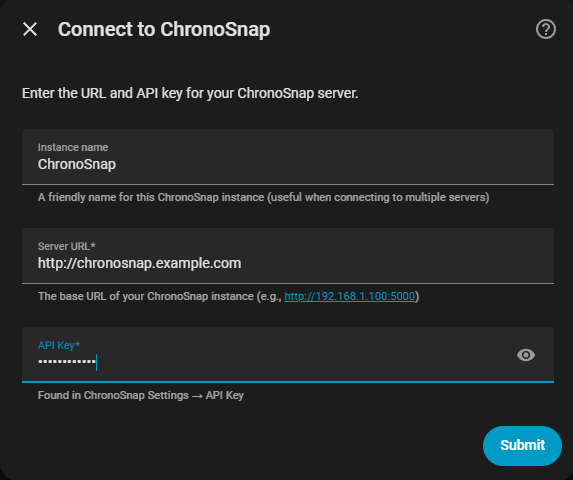 Connect to ChronoSnap
Enter the URL and API key for your ChronoSnap server.
Instance name
ChronoSnap
A friendly name for this ChronoSnap instance (useful when connecting to multiple servers)
Server URL*
http://chronosnap.example.com
The base URL of your ChronoSnap instance (e.g., http://192.168.1.100:5000)
API Key*
••••••••••••
Found in ChronoSnap Settings → API Key
Submit